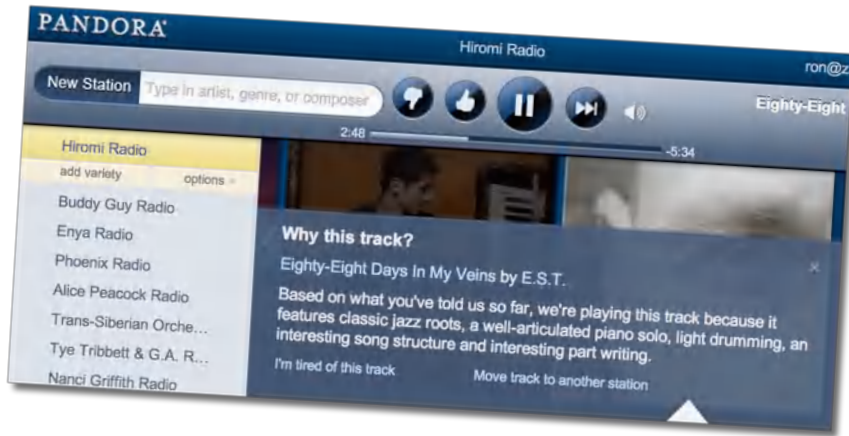 PANDORA
Hiromi Radio
ron@z
New Station
Type in artist, genre, or composer
Eighty-Eight
2:48
-5:34
Hiromi Radio
add variety
options
Buddy Guy Radio
Enya Radio
Phoenix Radio
Alice Peacock Radio
Trans-Siberian Orche...
Tye Tribbett & G.A. R...
Nanci Griffith Radio
Why this track?
Eighty-Eight Days In My Veins by E.S.T.
Based on what you've told us so far, we're playing this track because it
features classic jazz roots, a well-articulated piano solo, light drumming, an
interesting song structure and interesting part writing.
I'm tired of this track
Move track to another station